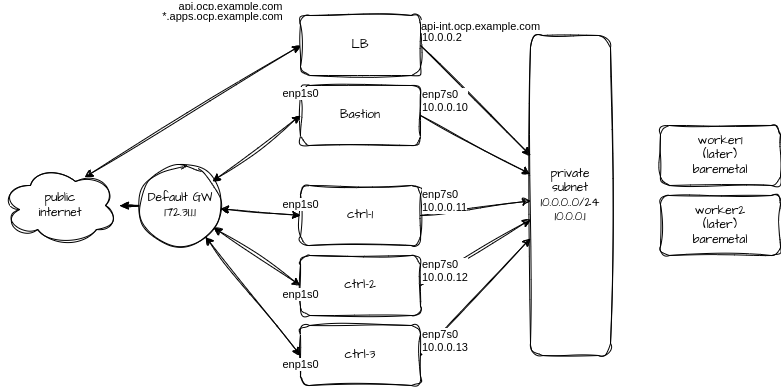 api.ocp.example.com
*.apps.ocp.example.com
LB
api-int.ocp.example.com
10.0.0.2
enp1s0
Bastion
enp7s0
10.0.0.10
public
internet
Default GW
172.31.1.1
enp1s0
ctrl-1
enp7s0
10.0.0.11
enp1s0
ctrl-2
enp7s0
10.0.0.12
enp1s0
ctrl-3
enp7s0
10.0.0.13
private
subnet
10.0.0.0/24
10.0.0.1
worker1
(later)
baremetal
worker2
(later)
baremetal